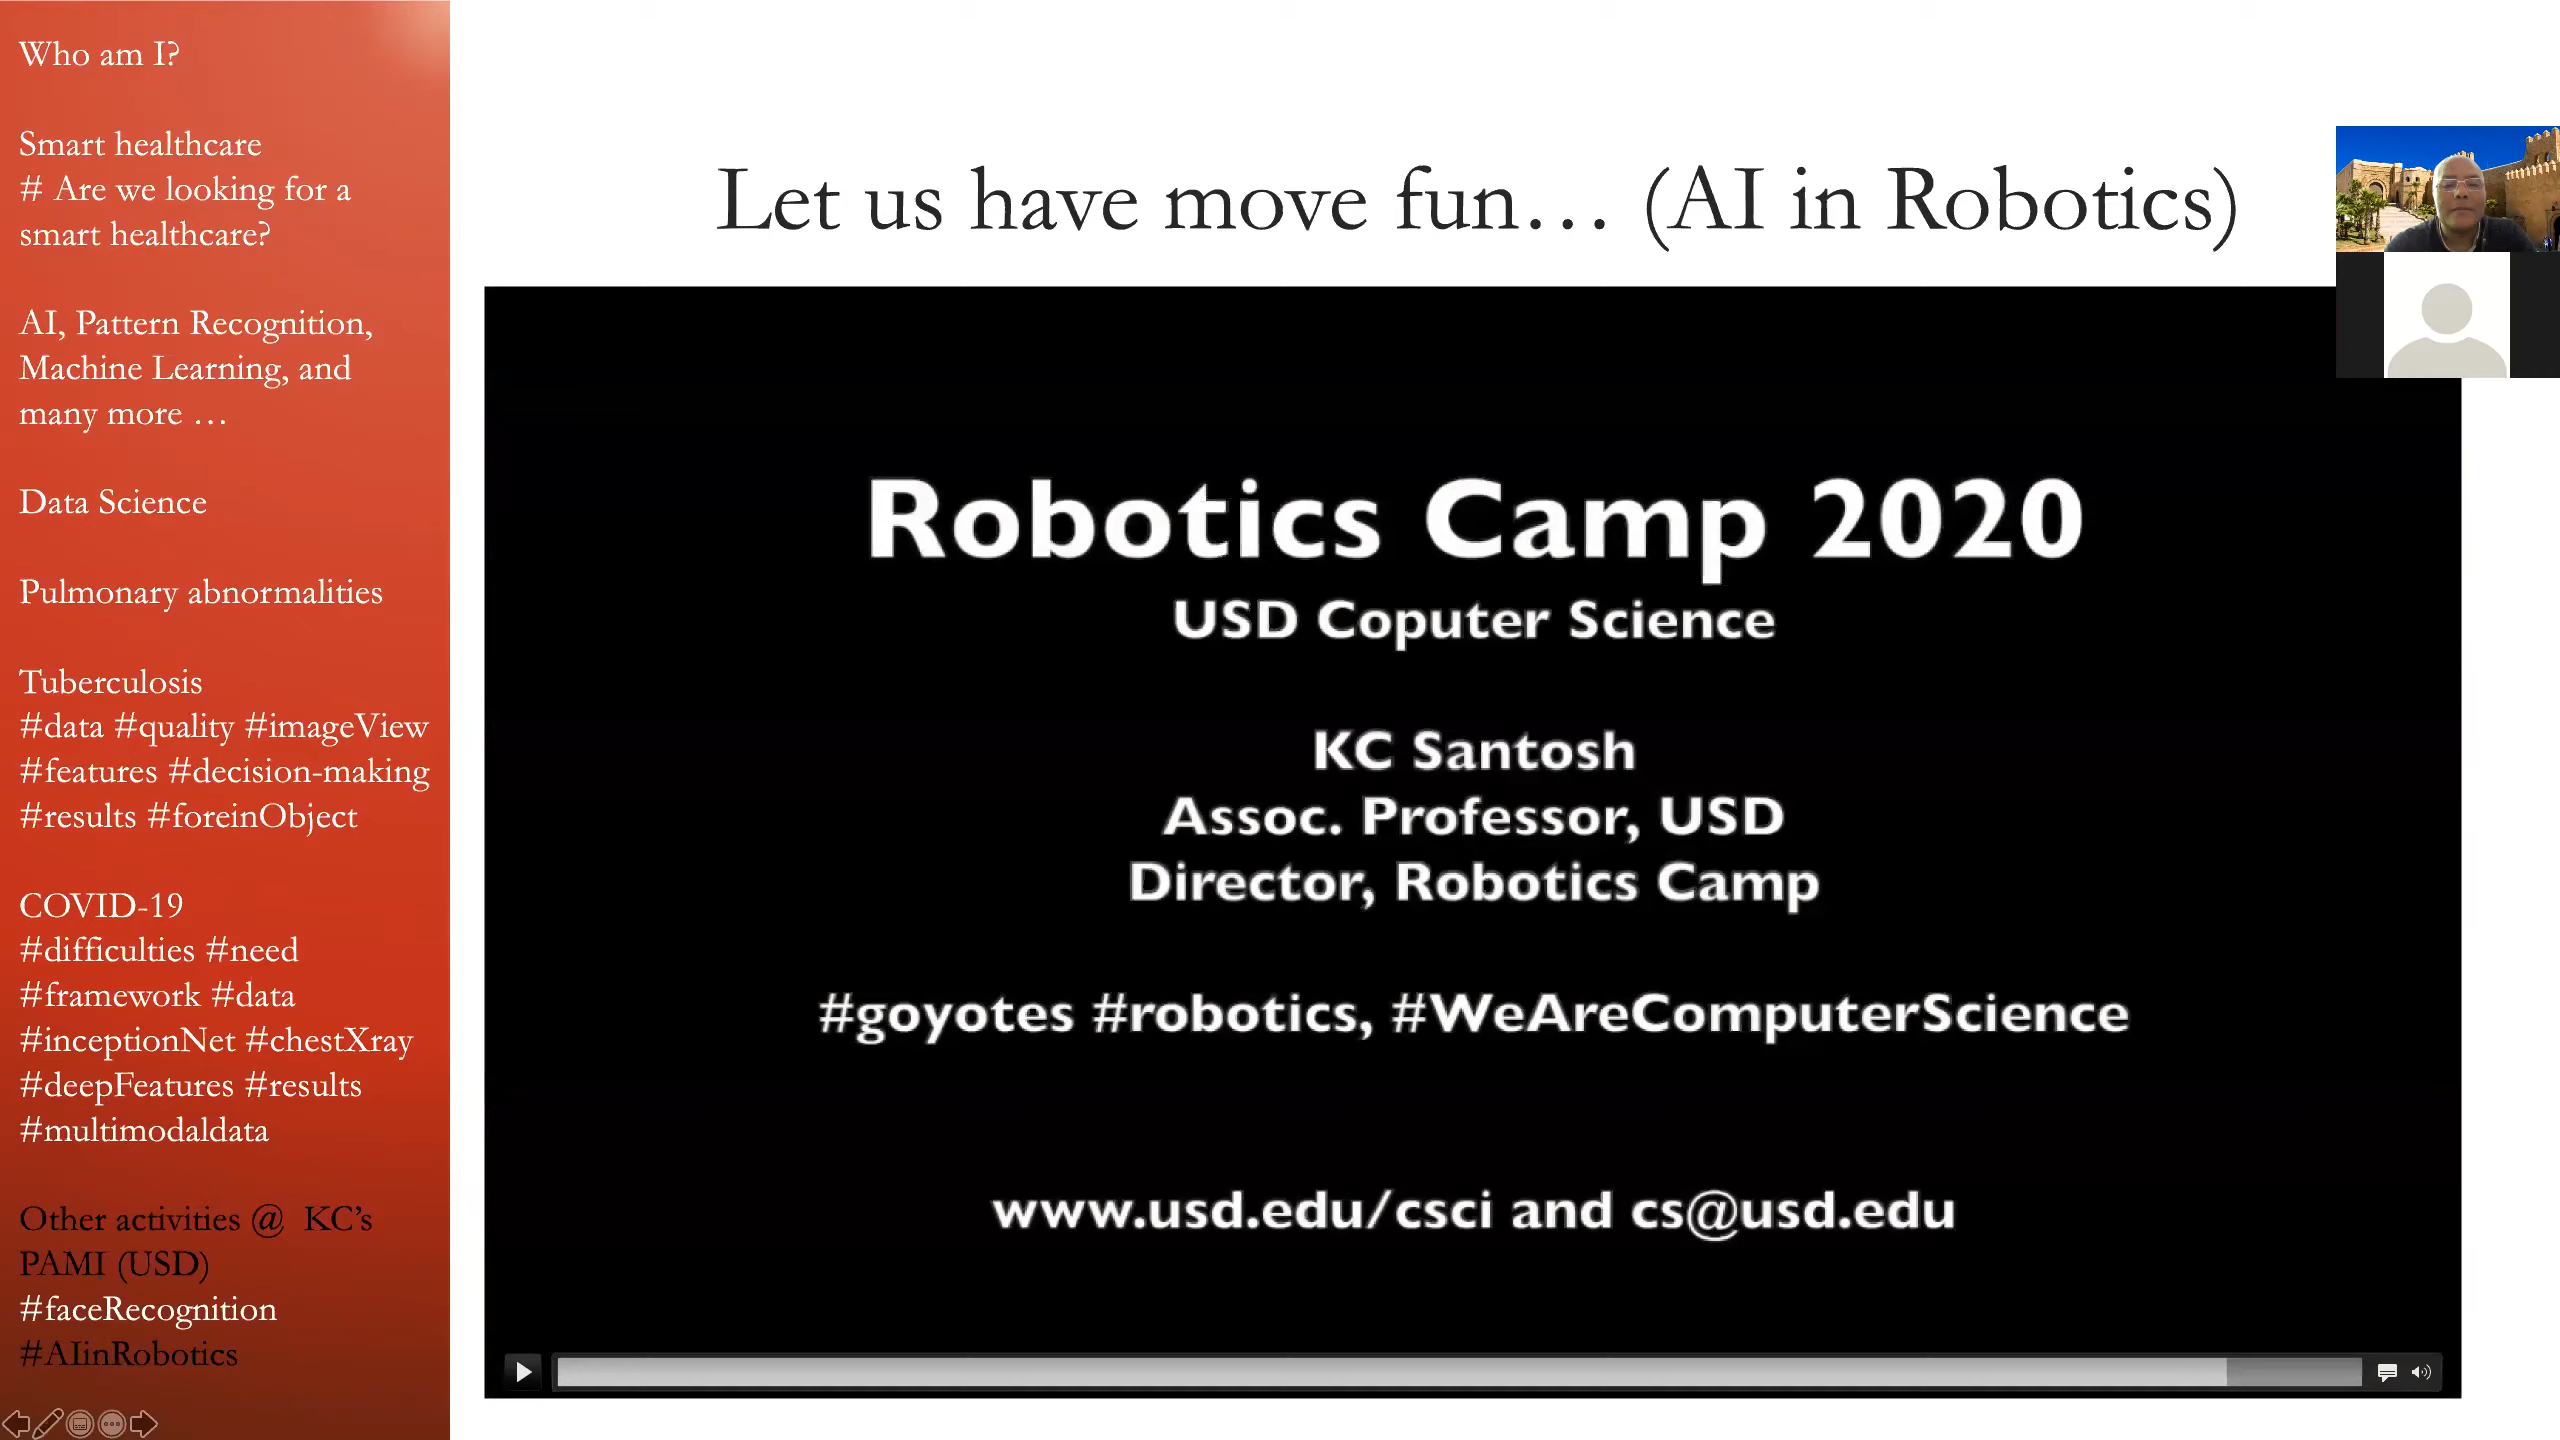 Who am I?
Smart healthcare
# Are we looking for a
smart healthcare?
AI, Pattern Recognition,
Machine Learning, and
many more …
Data Science
Pulmonary abnormalities
Tuberculosis
#data #quality #imageView
#features #decision-making
#results #foreinObject
COVID-19
#difficulties #need
#framework #data
#inceptionNet #chestXray
#deepFeatures #results
#multimodaldata
Other activities @ KC’s
PAMI (USD)
#faceRecognition
#AIinRobotics
Let us have move fun… (AI in Robotics)
Robotics Camp 2020
USD Coputer Science
KC Santosh
Assoc. Professor, USD
Director, Robotics Camp
#goyotes #robotics, #WeAreComputerScience
www.usd.edu/csci and cs@usd.edu